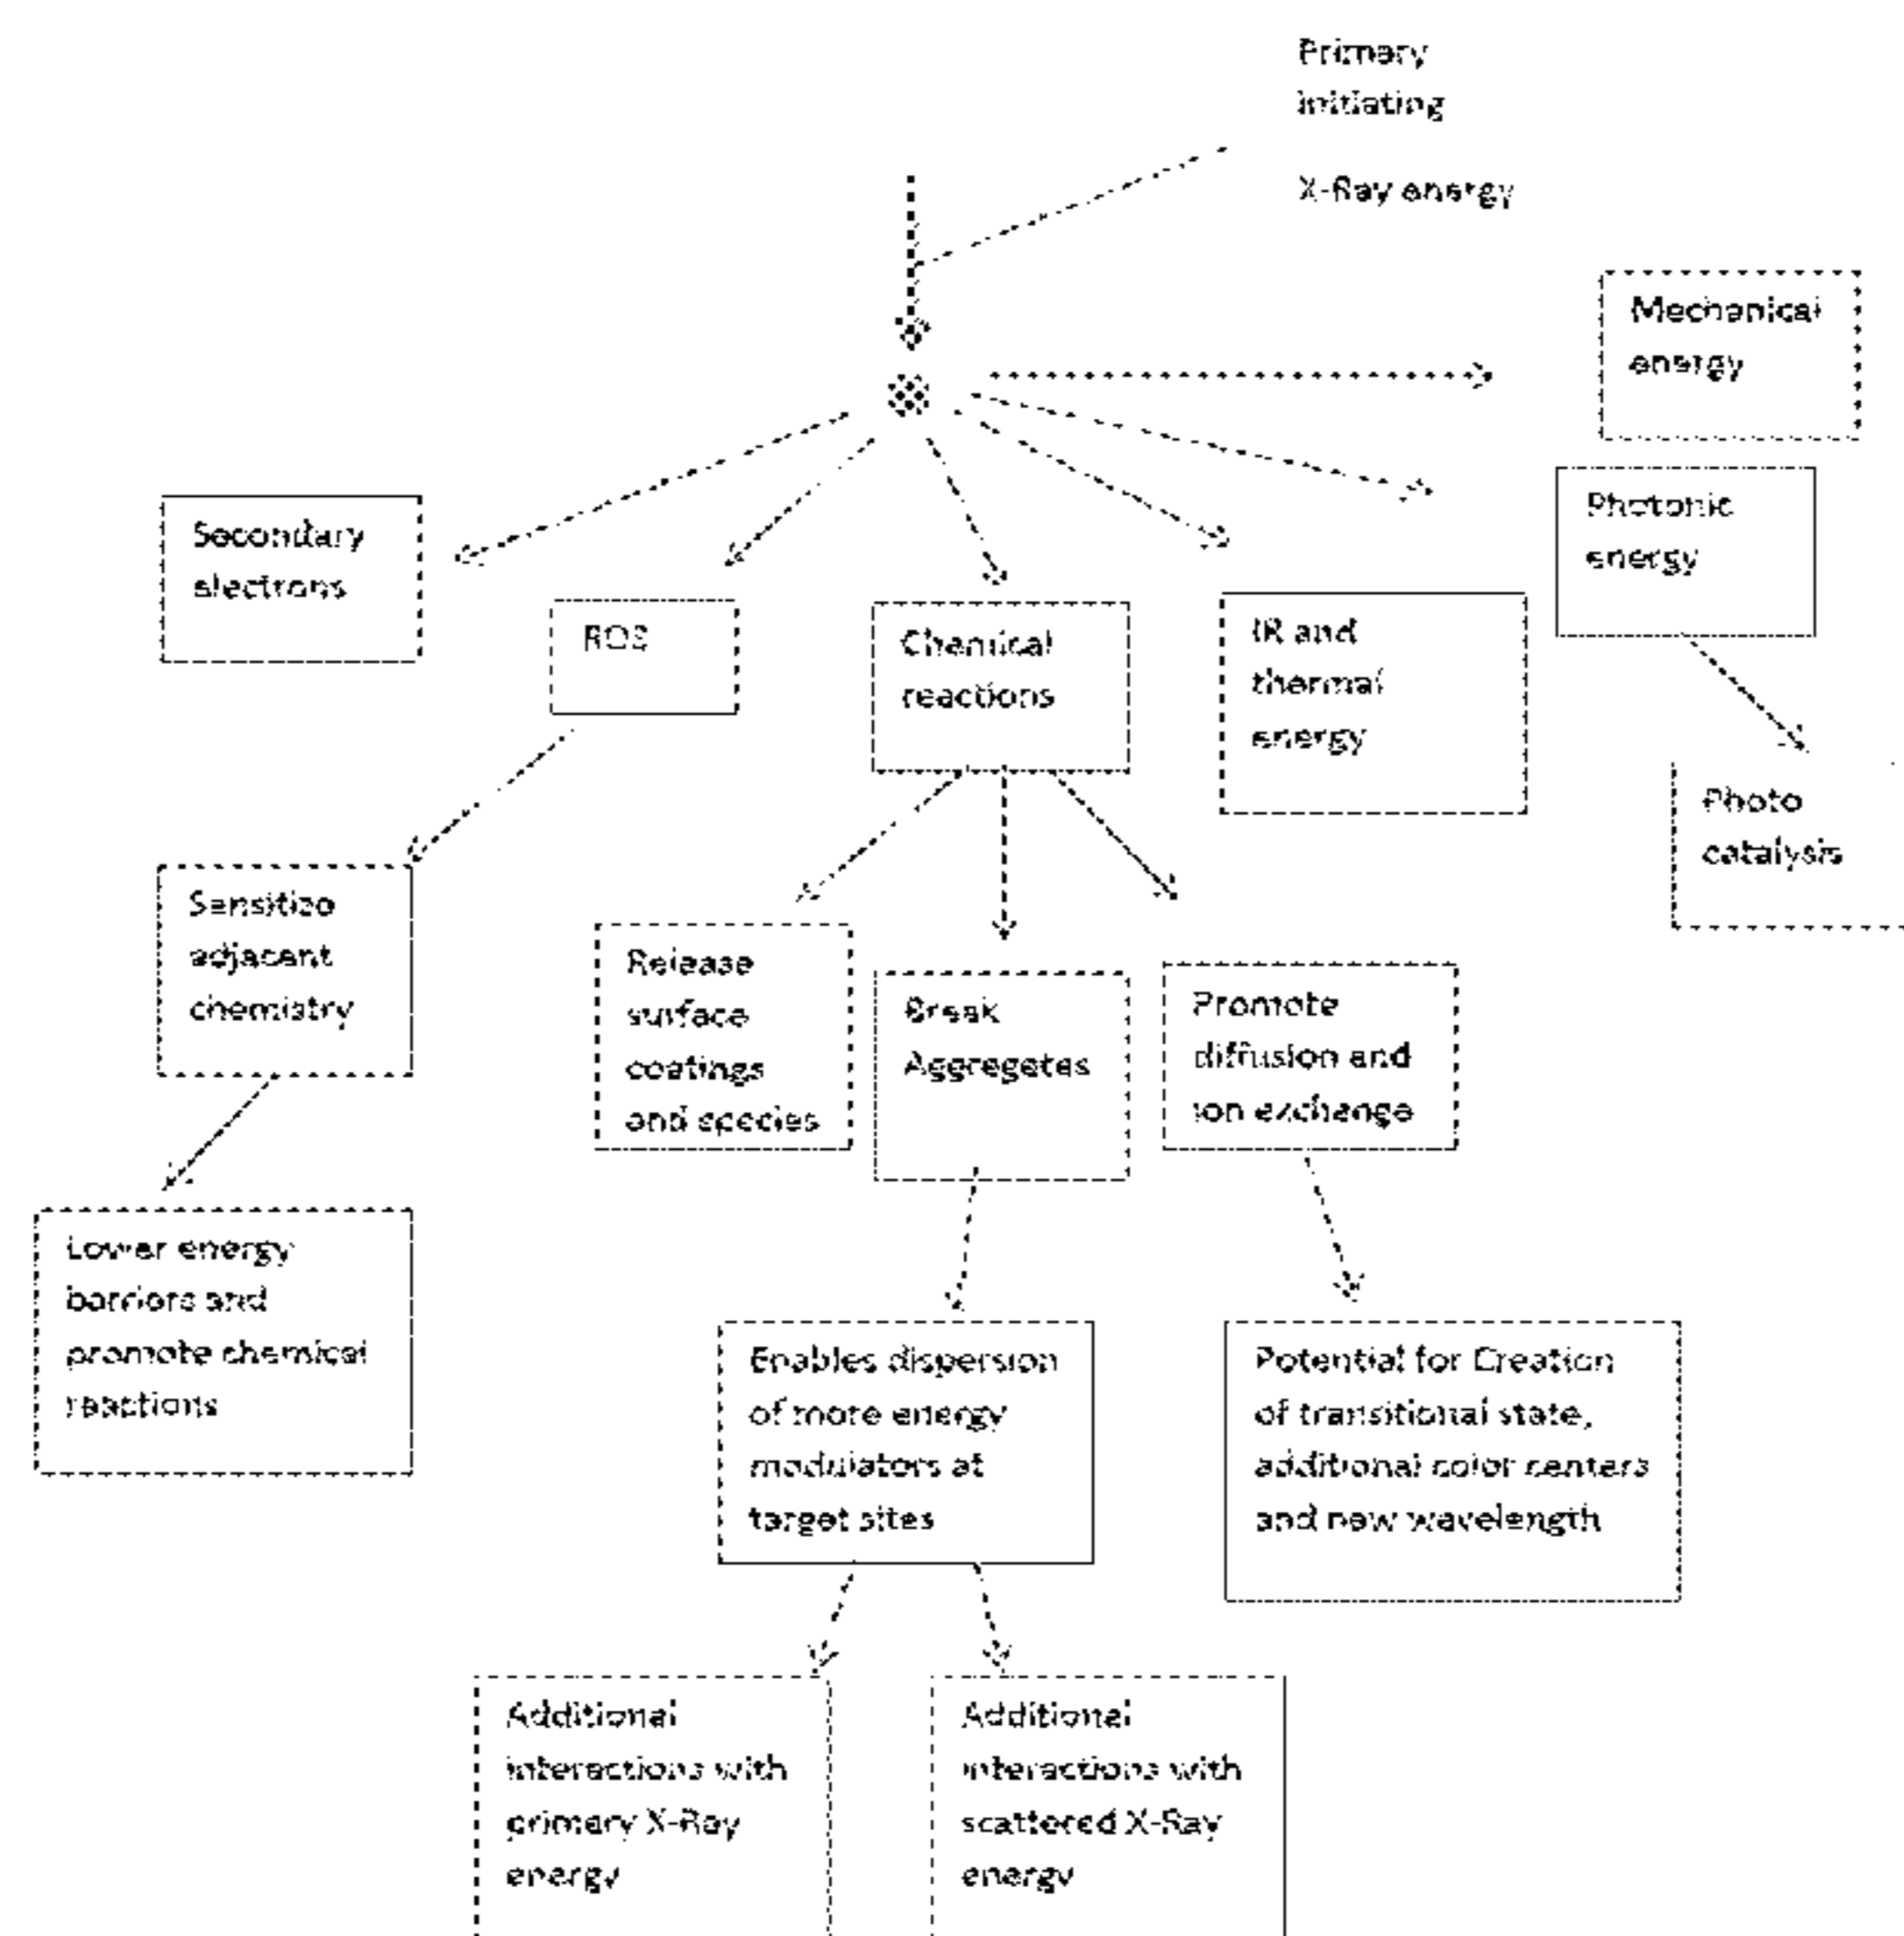 Primary
initiating
X-Ray energy
Mechanical
energy
Photonic
energy
Secondary
electrons
ROS
Chemical
reactions
IR and
thermal
energy
Photo
catalysis
Sensitize
adjacent
chemistry
Release
surface
coatings
and species
Break
Aggregetes
Promote
diffusion and
ion exchange
Lower energy
barriers and
promote chemical
reactions
Enables dispersion
of more energy
modulators at
target sites
Potential for Creation
of transitional state,
additional color centers
and new wavelength
Additional
interactions with
primary X-Ray
energy
Additional
interactions with
scattered X-Ray
energy